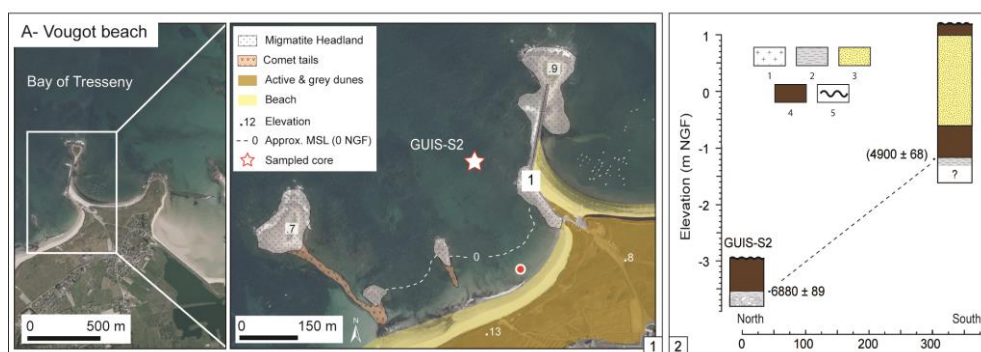 A- Vougot beach
Bay of Tresseny
0 500 m
Migmatite Headland
Comet tails
Active & grey dunes
Beach
.12 Elevation
0 Approx. MSL (0 NGF)
Sampled core
GUIS-S2
.9
1
.7
0
.8
.13
0 150 m
N
1
2
Elevation (m NGF)
1
0
-1
-2
-3
1 2 3
4 5
(4900 ± 68)
?
GUIS-S2
6880 ± 89
North South
0 100 200 300